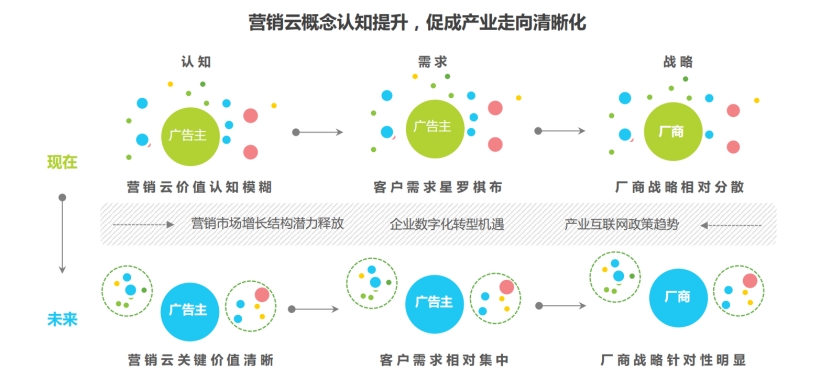 营销云概念认知提升，促成产业走向清晰化
认知
需求
战略
广告主
广告主
厂商
现在
营销云价值认知模糊
客户需求星罗棋布
厂商战略相对分散
营销市场增长结构潜力释放
企业数字化转型机遇
产业互联网政策趋势
广告主
广告主
厂商
未来
营销云关键价值清晰
客户需求相对集中
厂商战略针对性明显